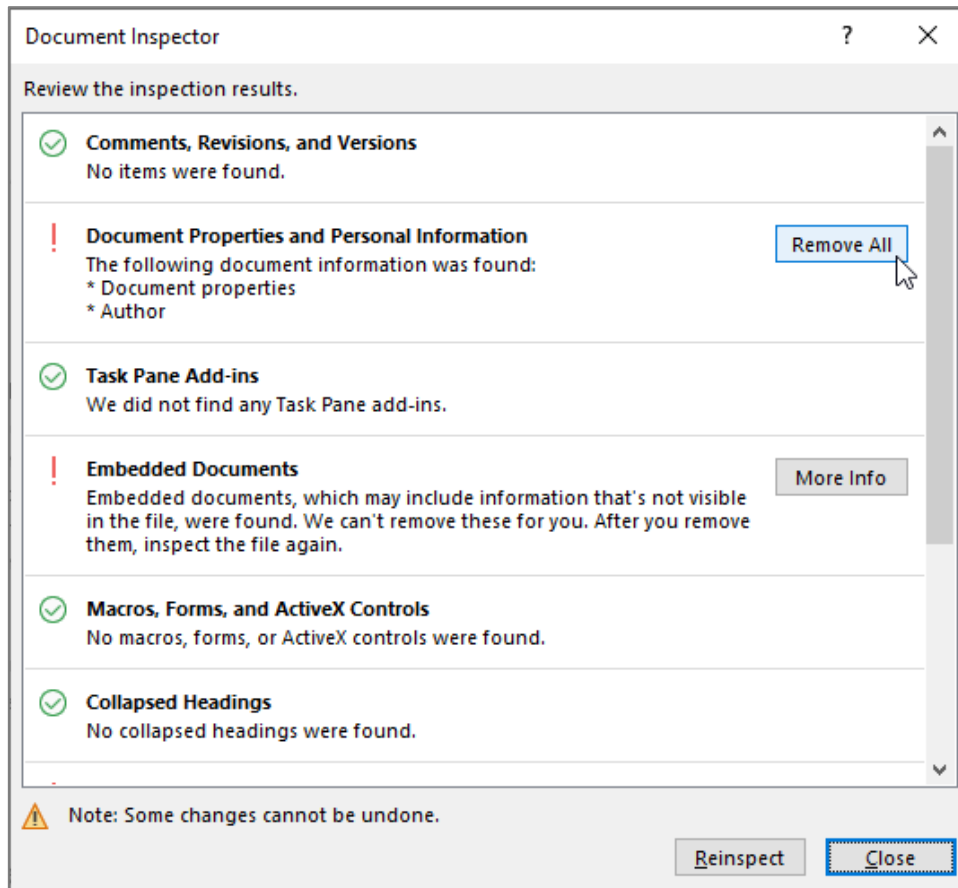 Document Inspector
?
Review the inspection results.
Comments, Revisions, and Versions
No items were found.
Document Properties and Personal Information
Remove All
The following document information was found:
* Document properties
* Author
Task Pane Add-ins
We did not find any Task Pane add-ins.
Embedded Documents
More Info
Embedded documents, which may include information that's not visible
in the file, were found. We can't remove these for you. After you remove
them, inspect the file again.
Macros, Forms, and ActiveX Controls
No macros, forms, or ActiveX controls were found.
Collapsed Headings
No collapsed headings were found.
Note: Some changes cannot be undone.
Reinspect
Close